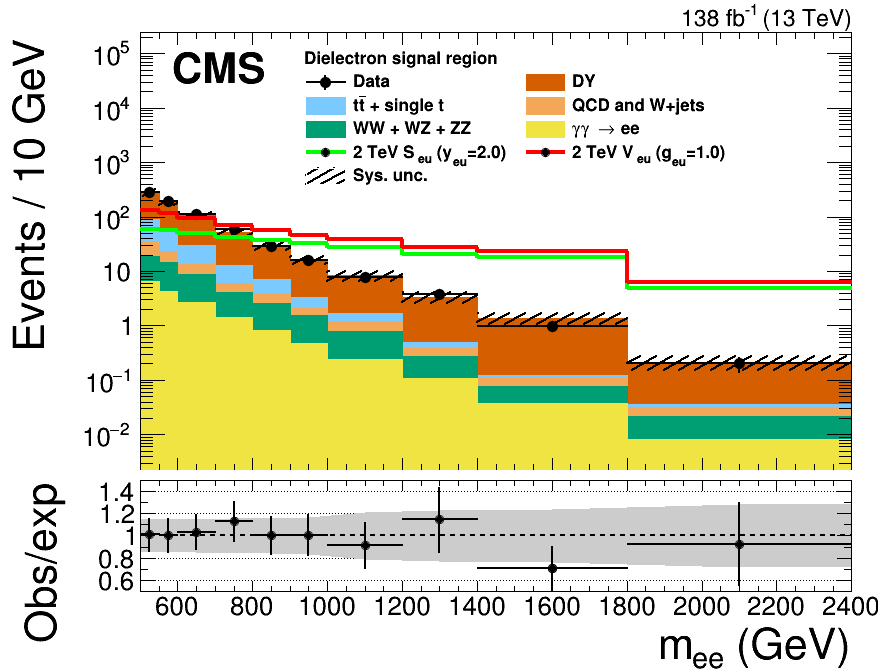 138 fb⁻¹ (13 TeV)
CMS
Dielectron signal region
Data
DY
tt̄ + single t
QCD and W+jets
WW + WZ + ZZ
γγ → ee
2 TeV S_eu (y_eu=2.0)
2 TeV V_eu (g_eu=1.0)
Sys. unc.
Events / 10 GeV
10⁵
10⁴
10³
10²
10
1
10⁻¹
10⁻²
Obs/exp
1.4
1.2
1
0.8
0.6
600 800 1000 1200 1400 1600 1800 2000 2200 2400
m_ee (GeV)